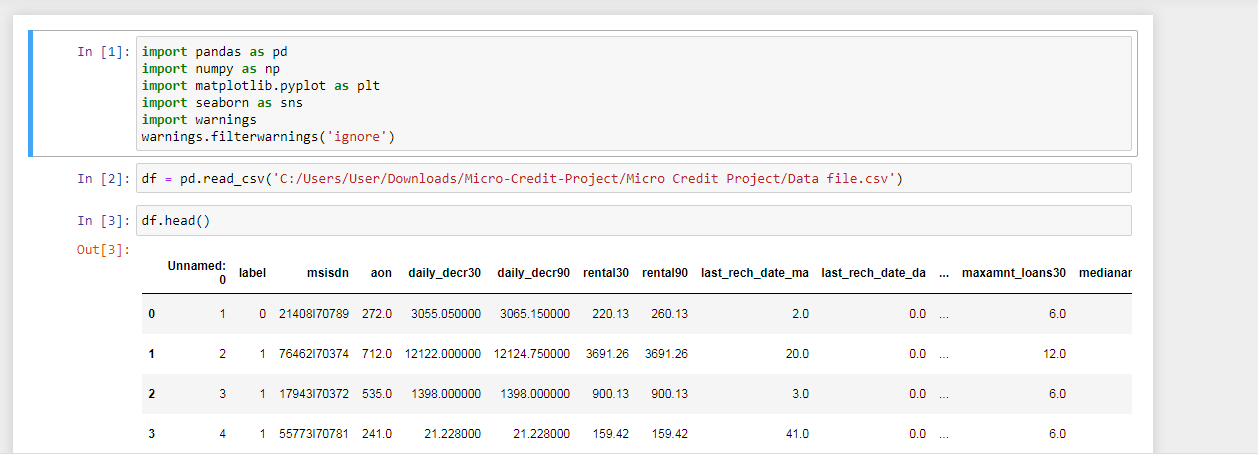 In [1]: import pandas as pd
import numpy as np
import matplotlib.pyplot as plt
import seaborn as sns
import warnings
warnings.filterwarnings('ignore')
In [2]: df = pd.read_csv('C:/Users/User/Downloads/Micro-Credit-Project/Micro Credit Project/Data file.csv')
In [3]: df.head()
Out[3]:
Unnamed: 0 label msisdn aon daily_decr30 daily_decr90 rental30 rental90 last_rech_date_ma last_rech_date_da ... maxamnt_loans30 medianar
0 1 0 21408I70789 272.0 3055.050000 3065.150000 220.13 260.13 2.0 0.0 ... 6.0
1 2 1 76462I70374 712.0 12122.000000 12124.750000 3691.26 3691.26 20.0 0.0 ... 12.0
2 3 1 17943I70372 535.0 1398.000000 1398.000000 900.13 900.13 3.0 0.0 ... 6.0
3 4 1 55773I70781 241.0 21.228000 21.228000 159.42 159.42 41.0 0.0 ... 6.0